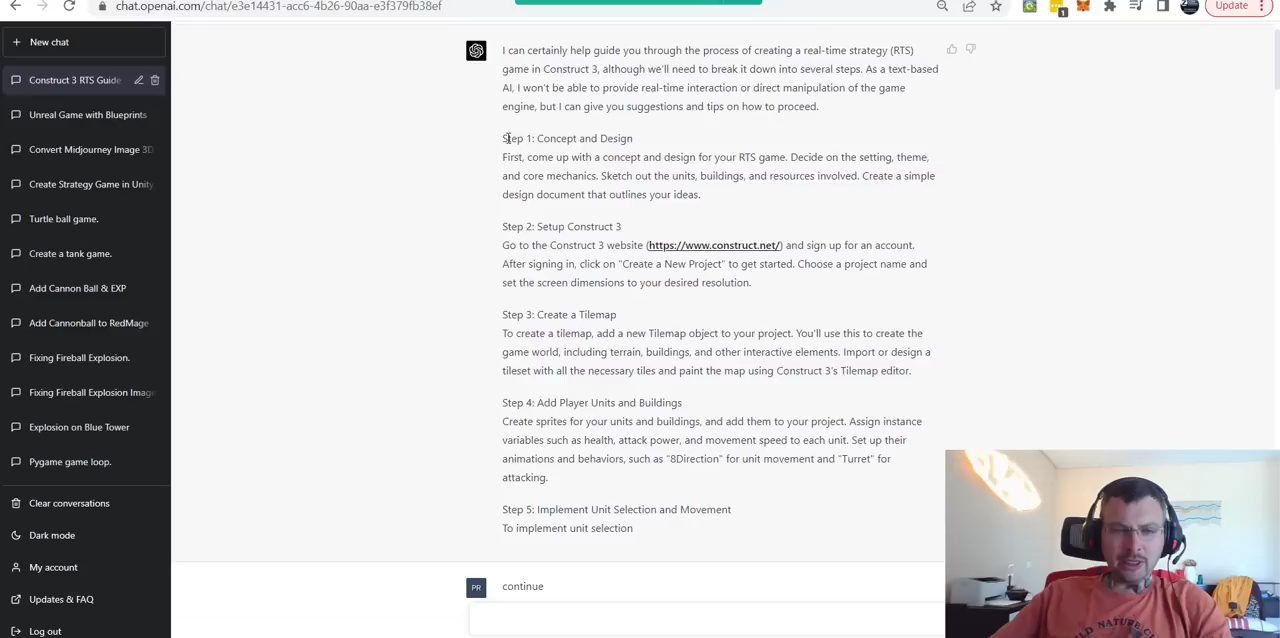 chat.openai.com/chat/e3e14431-acc6-4b26-90aa-e3f379fb38ef
1
Update
New chat
Construct 3 RTS Guide
Unreal Game with Blueprints
Convert Midjourney Image 3D
Create Strategy Game in Unity
Turtle ball game.
Create a tank game.
Add Cannon Ball & EXP
Add Cannonball to RedMage
Fixing Fireball Explosion.
Fixing Fireball Explosion Image
Explosion on Blue Tower
Pygame game loop.
Clear conversations
Dark mode
My account
Updates & FAQ
Log out
I can certainly help guide you through the process of creating a real-time strategy (RTS)
game in Construct 3, although we'll need to break it down into several steps. As a text-based
AI, I won't be able to provide real-time interaction or direct manipulation of the game
engine, but I can give you suggestions and tips on how to proceed.
Step 1: Concept and Design
First, come up with a concept and design for your RTS game. Decide on the setting, theme,
and core mechanics. Sketch out the units, buildings, and resources involved. Create a simple
design document that outlines your ideas.
Step 2: Setup Construct 3
Go to the Construct 3 website (https://www.construct.net/) and sign up for an account.
After signing in, click on "Create a New Project" to get started. Choose a project name and
set the screen dimensions to your desired resolution.
Step 3: Create a Tilemap
To create a tilemap, add a new Tilemap object to your project. You'll use this to create the
game world, including terrain, buildings, and other interactive elements. Import or design a
tileset with all the necessary tiles and paint the map using Construct 3's Tilemap editor.
Step 4: Add Player Units and Buildings
Create sprites for your units and buildings, and add them to your project. Assign instance
variables such as health, attack power, and movement speed to each unit. Set up their
animations and behaviors, such as "8Direction" for unit movement and "Turret" for
attacking.
Step 5: Implement Unit Selection and Movement
To implement unit selection
PR
continue